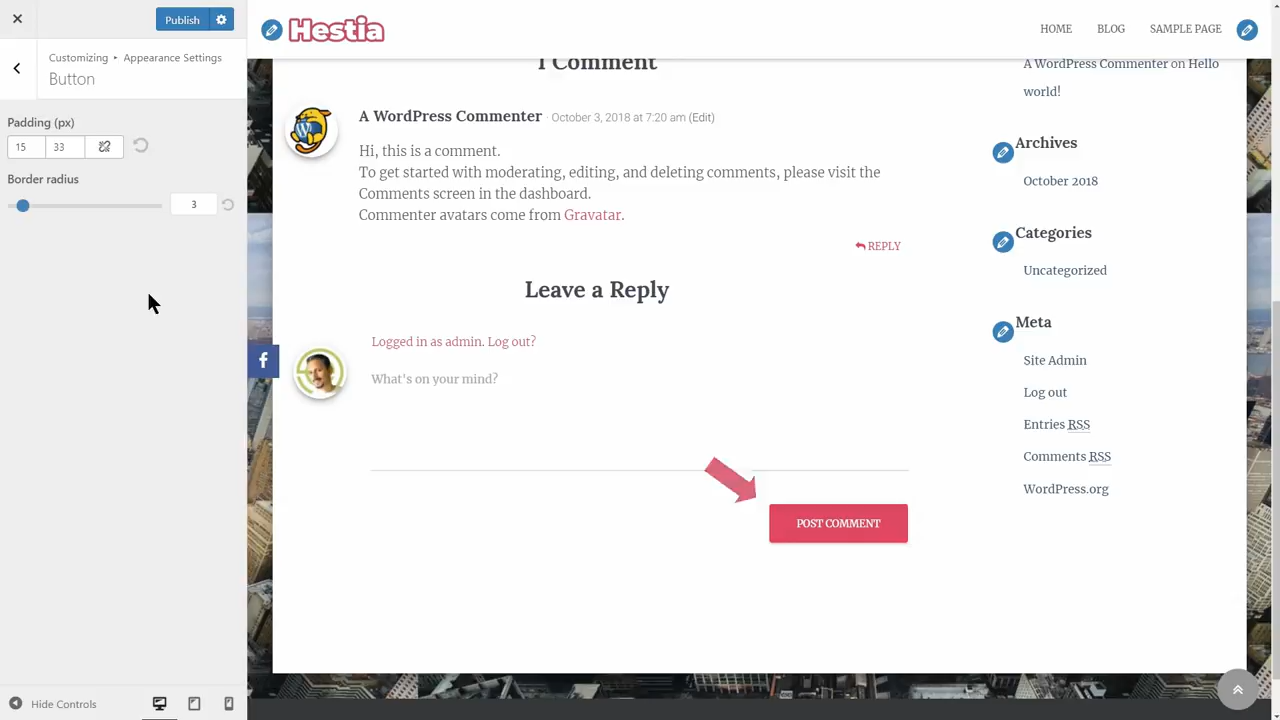 Publish
Customizing ▸ Appearance Settings
Button
Padding (px)
15 33
Border radius
3
Hide Controls
Hestia
HOME BLOG SAMPLE PAGE
1 Comment
A WordPress Commenter · October 3, 2018 at 7:20 am (Edit)
Hi, this is a comment.
To get started with moderating, editing, and deleting comments, please visit the
Comments screen in the dashboard.
Commenter avatars come from Gravatar.
REPLY
Leave a Reply
Logged in as admin. Log out?
What's on your mind?
POST COMMENT
A WordPress Commenter on Hello
world!
Archives
October 2018
Categories
Uncategorized
Meta
Site Admin
Log out
Entries RSS
Comments RSS
WordPress.org